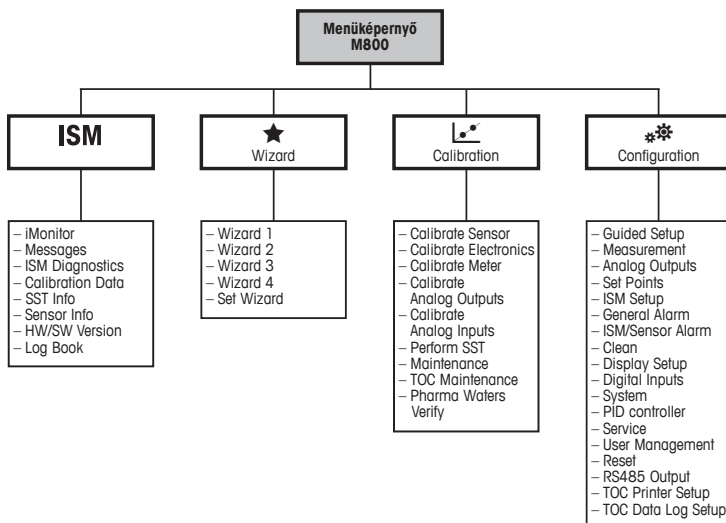 Menüképernyő
M800
ISM
Wizard
Calibration
Configuration
– iMonitor
– Messages
– ISM Diagnostics
– Calibration Data
– SST Info
– Sensor Info
– HW/SW Version
– Log Book
– Wizard 1
– Wizard 2
– Wizard 3
– Wizard 4
– Set Wizard
– Calibrate Sensor
– Calibrate Electronics
– Calibrate Meter
– Calibrate
Analog Outputs
– Calibrate
Analog Inputs
– Perform SST
– Maintenance
– TOC Maintenance
– Pharma Waters
Verify
– Guided Setup
– Measurement
– Analog Outputs
– Set Points
– ISM Setup
– General Alarm
– ISM/Sensor Alarm
– Clean
– Display Setup
– Digital Inputs
– System
– PID controller
– Service
– User Management
– Reset
– RS485 Output
– TOC Printer Setup
– TOC Data Log Setup